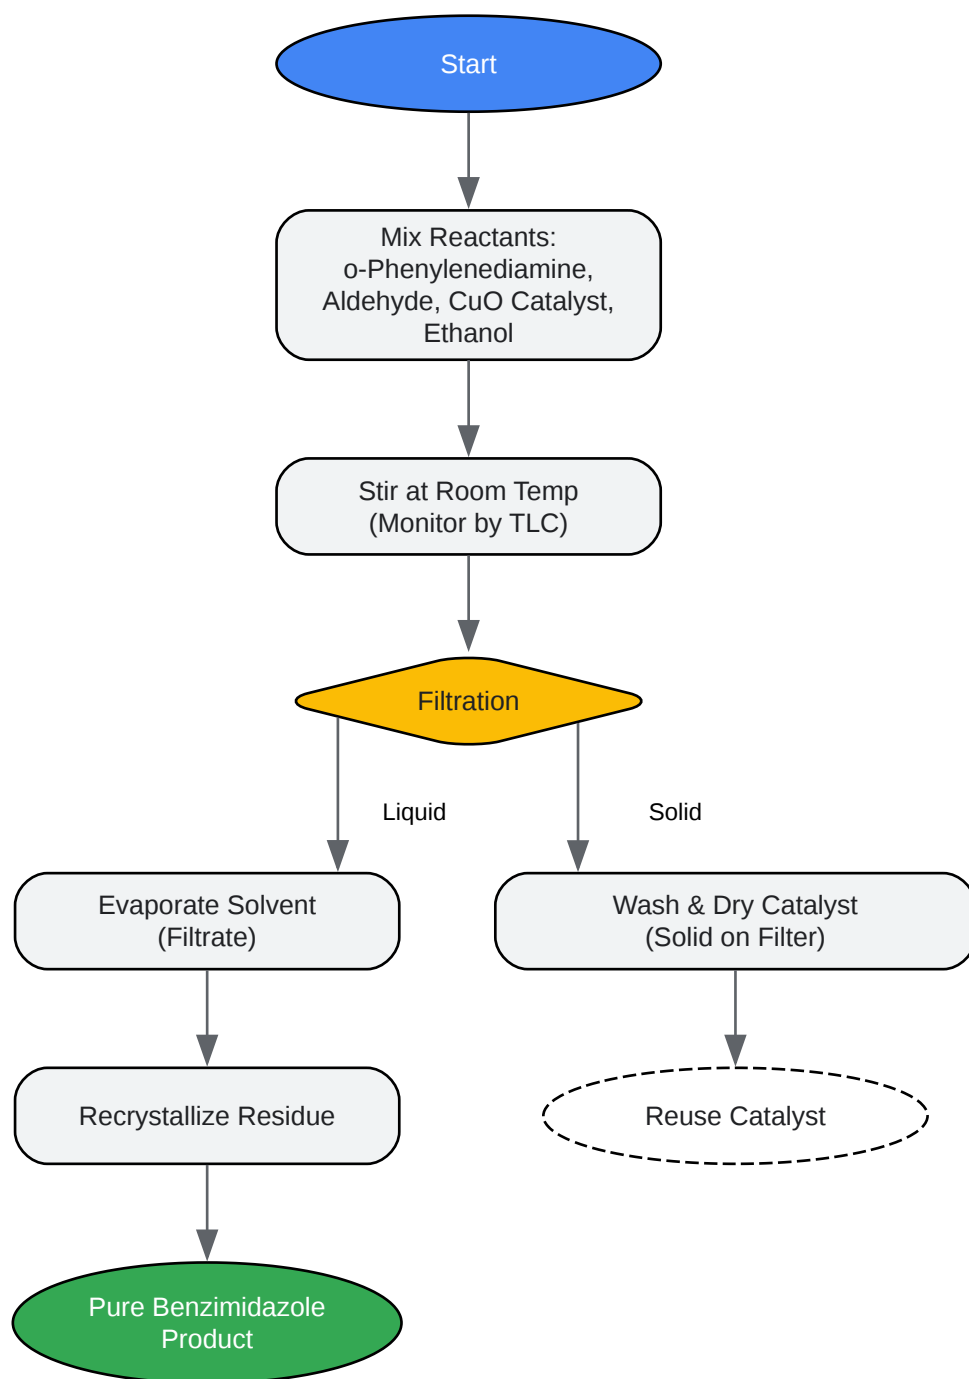 Start
Mix Reactants:
o-Phenylenediamine,
Aldehyde, CuO Catalyst,
Ethanol
Stir at Room Temp
(Monitor by TLC)
Filtration
Liquid
Solid
Evaporate Solvent
(Filtrate)
Wash & Dry Catalyst
(Solid on Filter)
Recrystallize Residue
Reuse Catalyst
Pure Benzimidazole
Product